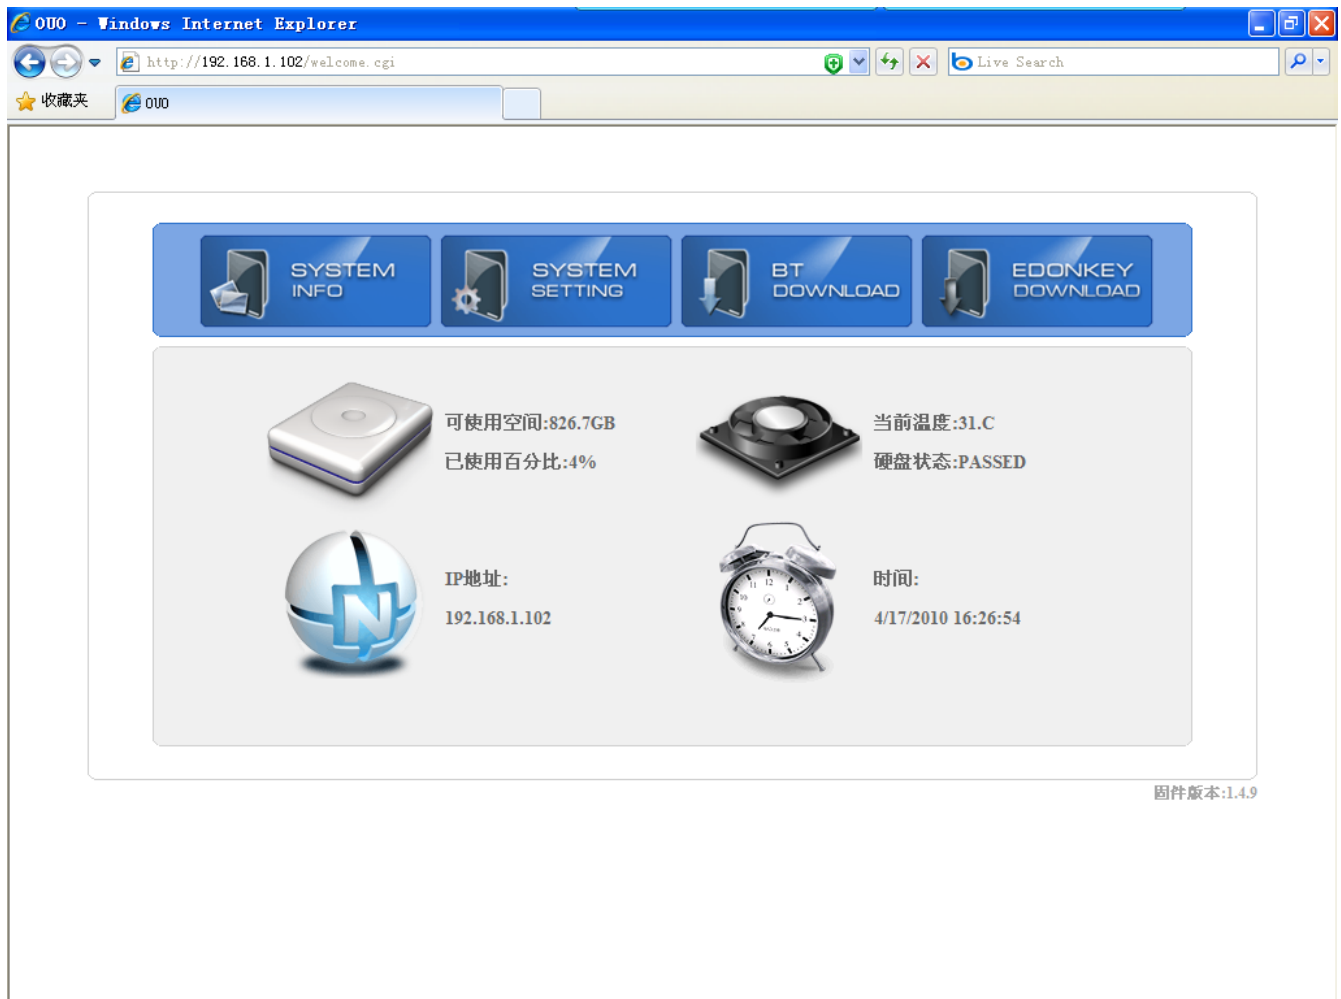 OUO - Windows Internet Explorer
http://192.168.1.102/welcome.cgi
Live Search
收藏夹
OUO
SYSTEM
INFO
SYSTEM
SETTING
BT
DOWNLOAD
EDONKEY
DOWNLOAD
可使用空间:826.7GB
已使用百分比:4%
当前温度:31.C
硬盘状态:PASSED
IP地址:
192.168.1.102
时间:
4/17/2010 16:26:54
固件版本:1.4.9